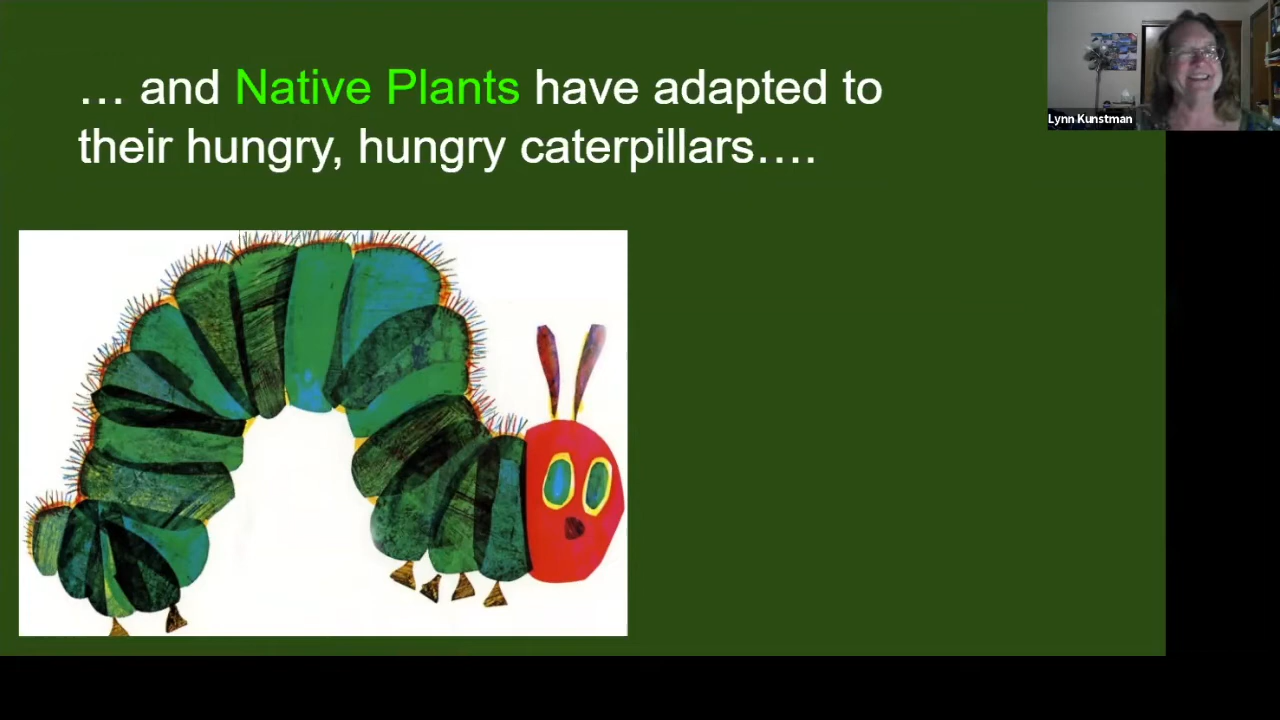 … and Native Plants have adapted to
their hungry, hungry caterpillars….
Lynn Kunstman